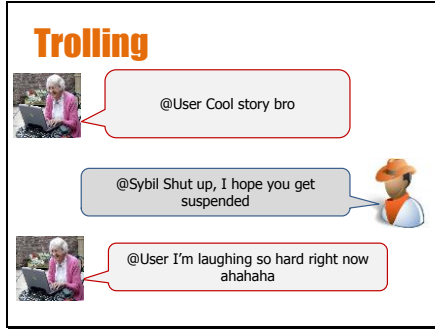 Trolling
@User Cool story bro
@Sybil Shut up, I hope you get
suspended
@User I’m laughing so hard right now
ahahaha